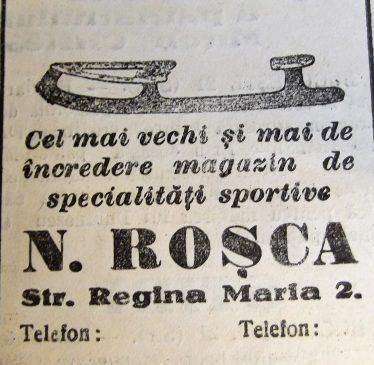 Cel mai vechi și mai de
încredere magazin de
specialități sportive
N. ROȘCA
Str. Regina Maria 2.
Telefon: Telefon: